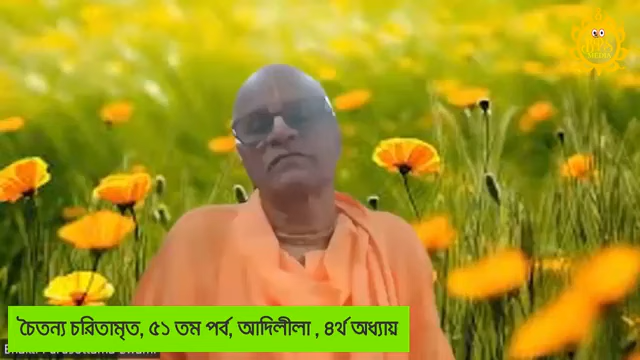 চৈতন্য চরিতামৃত, ৫১ তম পর্ব, আদিলীলা , ৪র্থ অধ্যায়